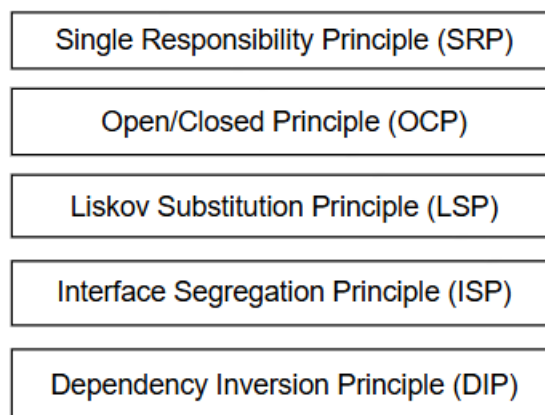 Single Responsibility Principle (SRP)
Open/Closed Principle (OCP)
Liskov Substitution Principle (LSP)
Interface Segregation Principle (ISP)
Dependency Inversion Principle (DIP)